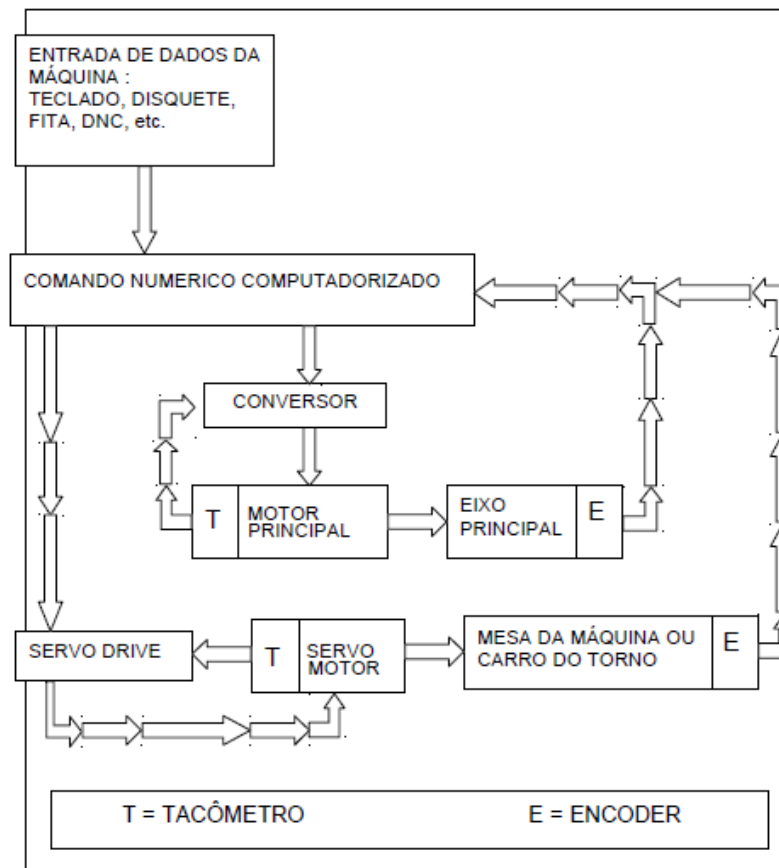 ENTRADA DE DADOS DA
MÁQUINA :
TECLADO, DISQUETE,
FITA, DNC, etc.
COMANDO NUMERICO COMPUTADORIZADO
CONVERSOR
T
MOTOR
PRINCIPAL
EIXO
PRINCIPAL
E
SERVO DRIVE
T
SERVO
MOTOR
MESA DA MÁQUINA OU
CARRO DO TORNO
E
T = TACÔMETRO
E = ENCODER